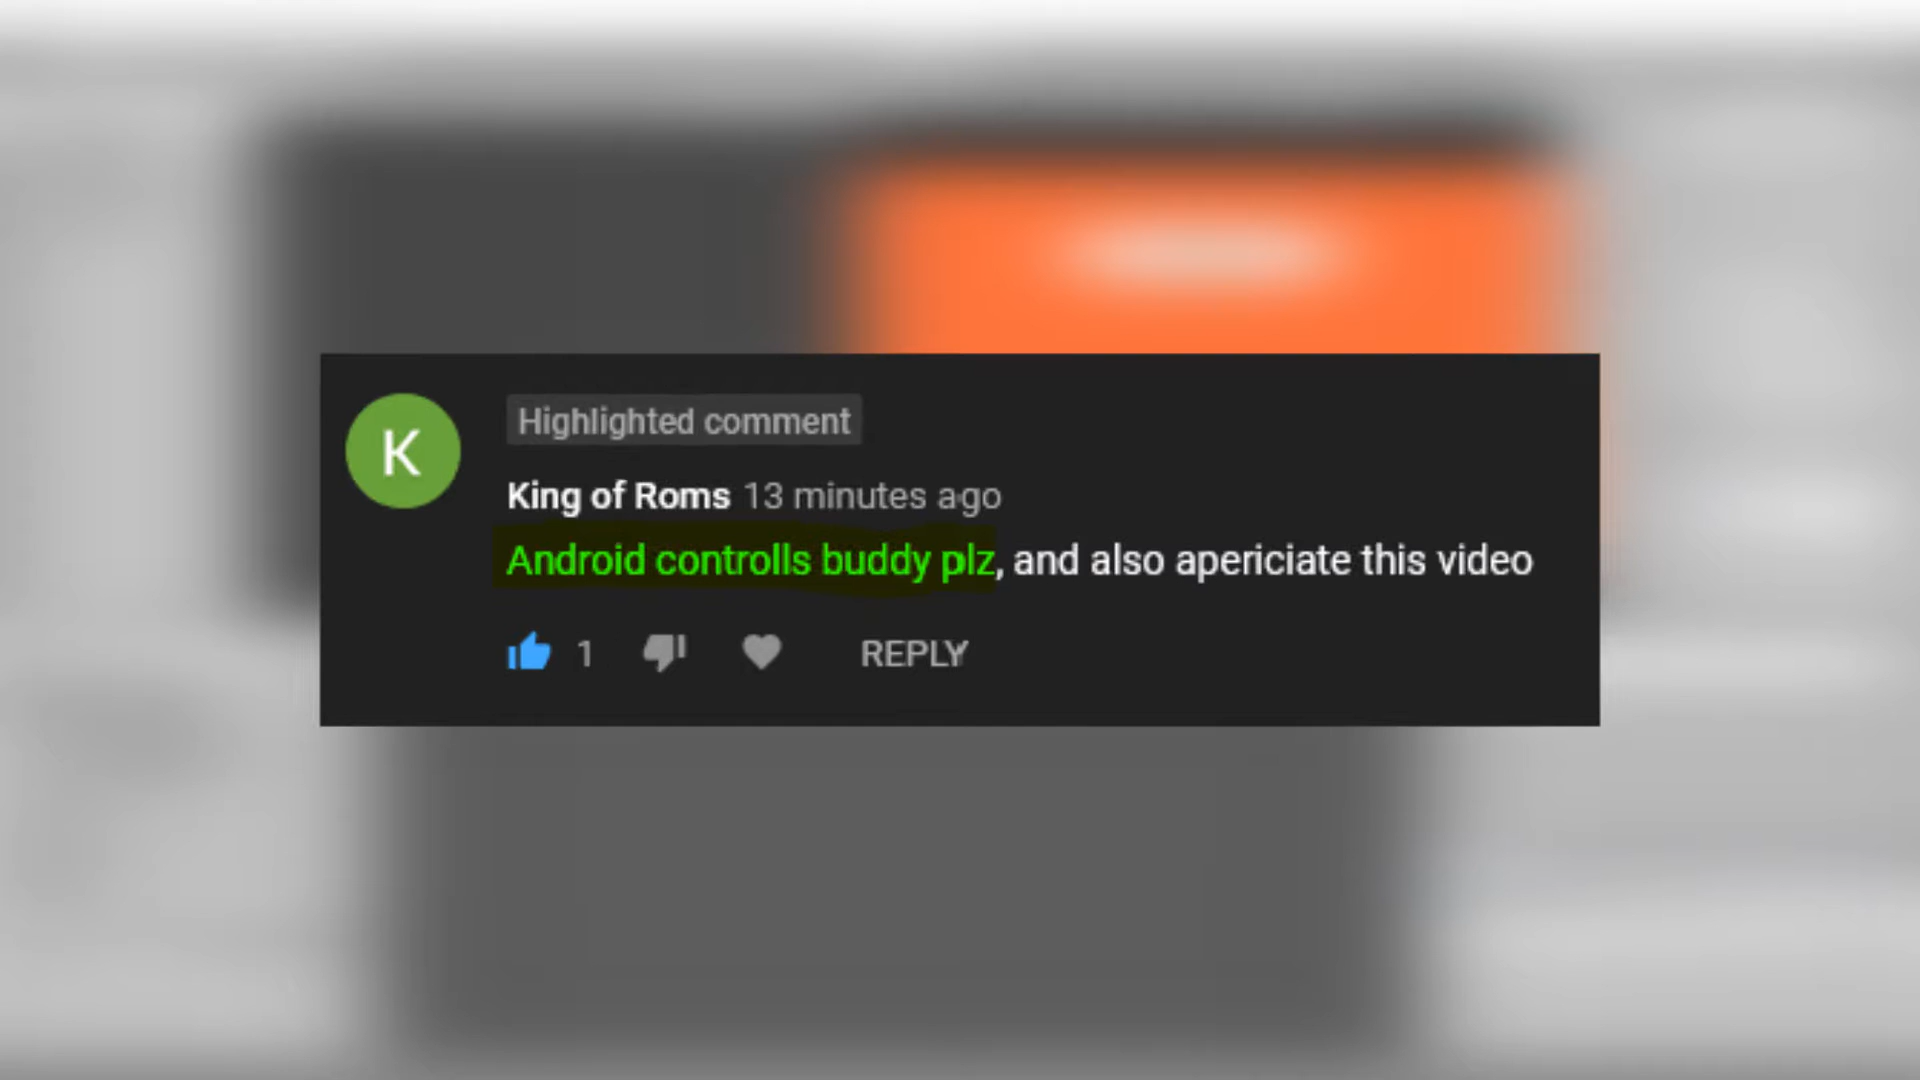 K
Highlighted comment
King of Roms 13 minutes ago
Android controlls buddy plz, and also apericiate this video
1 REPLY